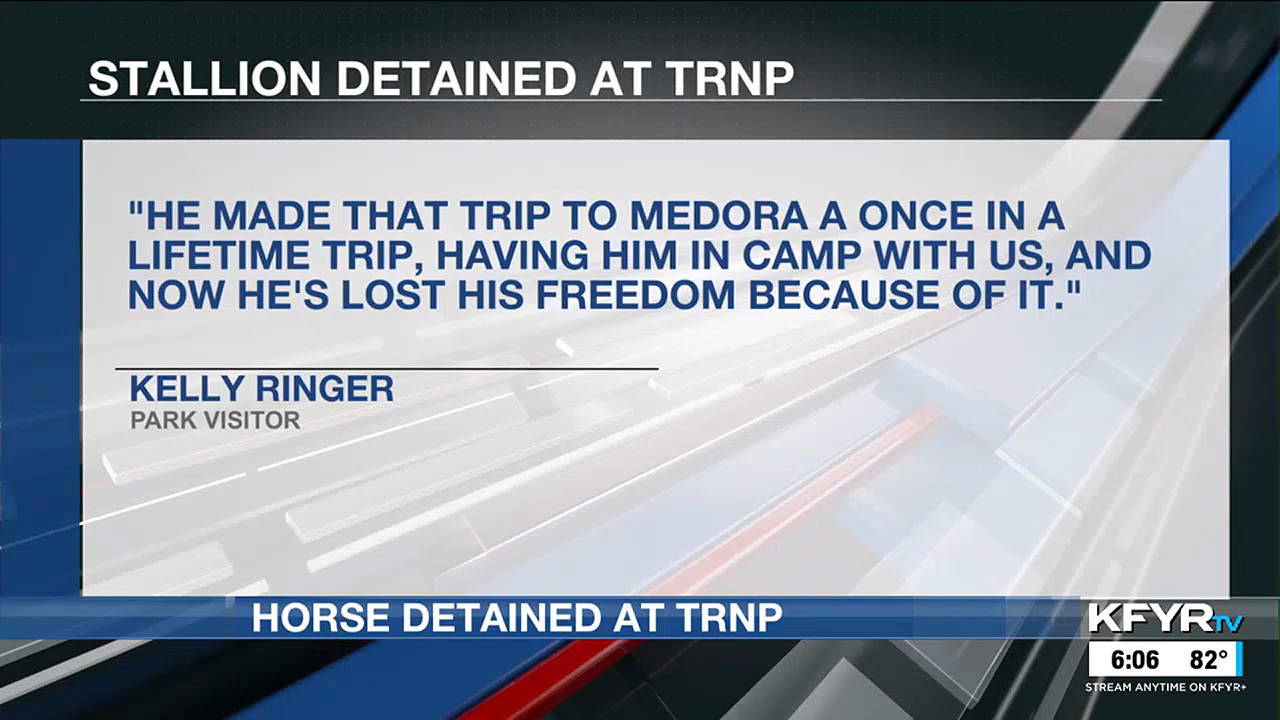 STALLION DETAINED AT TRNP
"HE MADE THAT TRIP TO MEDORA A ONCE IN A
LIFETIME TRIP, HAVING HIM IN CAMP WITH US, AND
NOW HE'S LOST HIS FREEDOM BECAUSE OF IT."
KELLY RINGER
PARK VISITOR
HORSE DETAINED AT TRNP
KFYRTV
6:06 82°
STREAM ANYTIME ON KFYR+